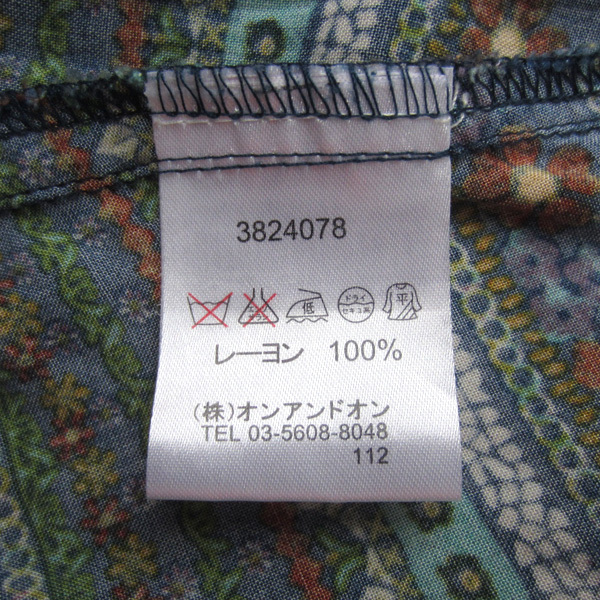 3824078
低 ドライ セキユ系 平
レーヨン 100%
(株)オンアンドオン
TEL 03-5608-8048
112